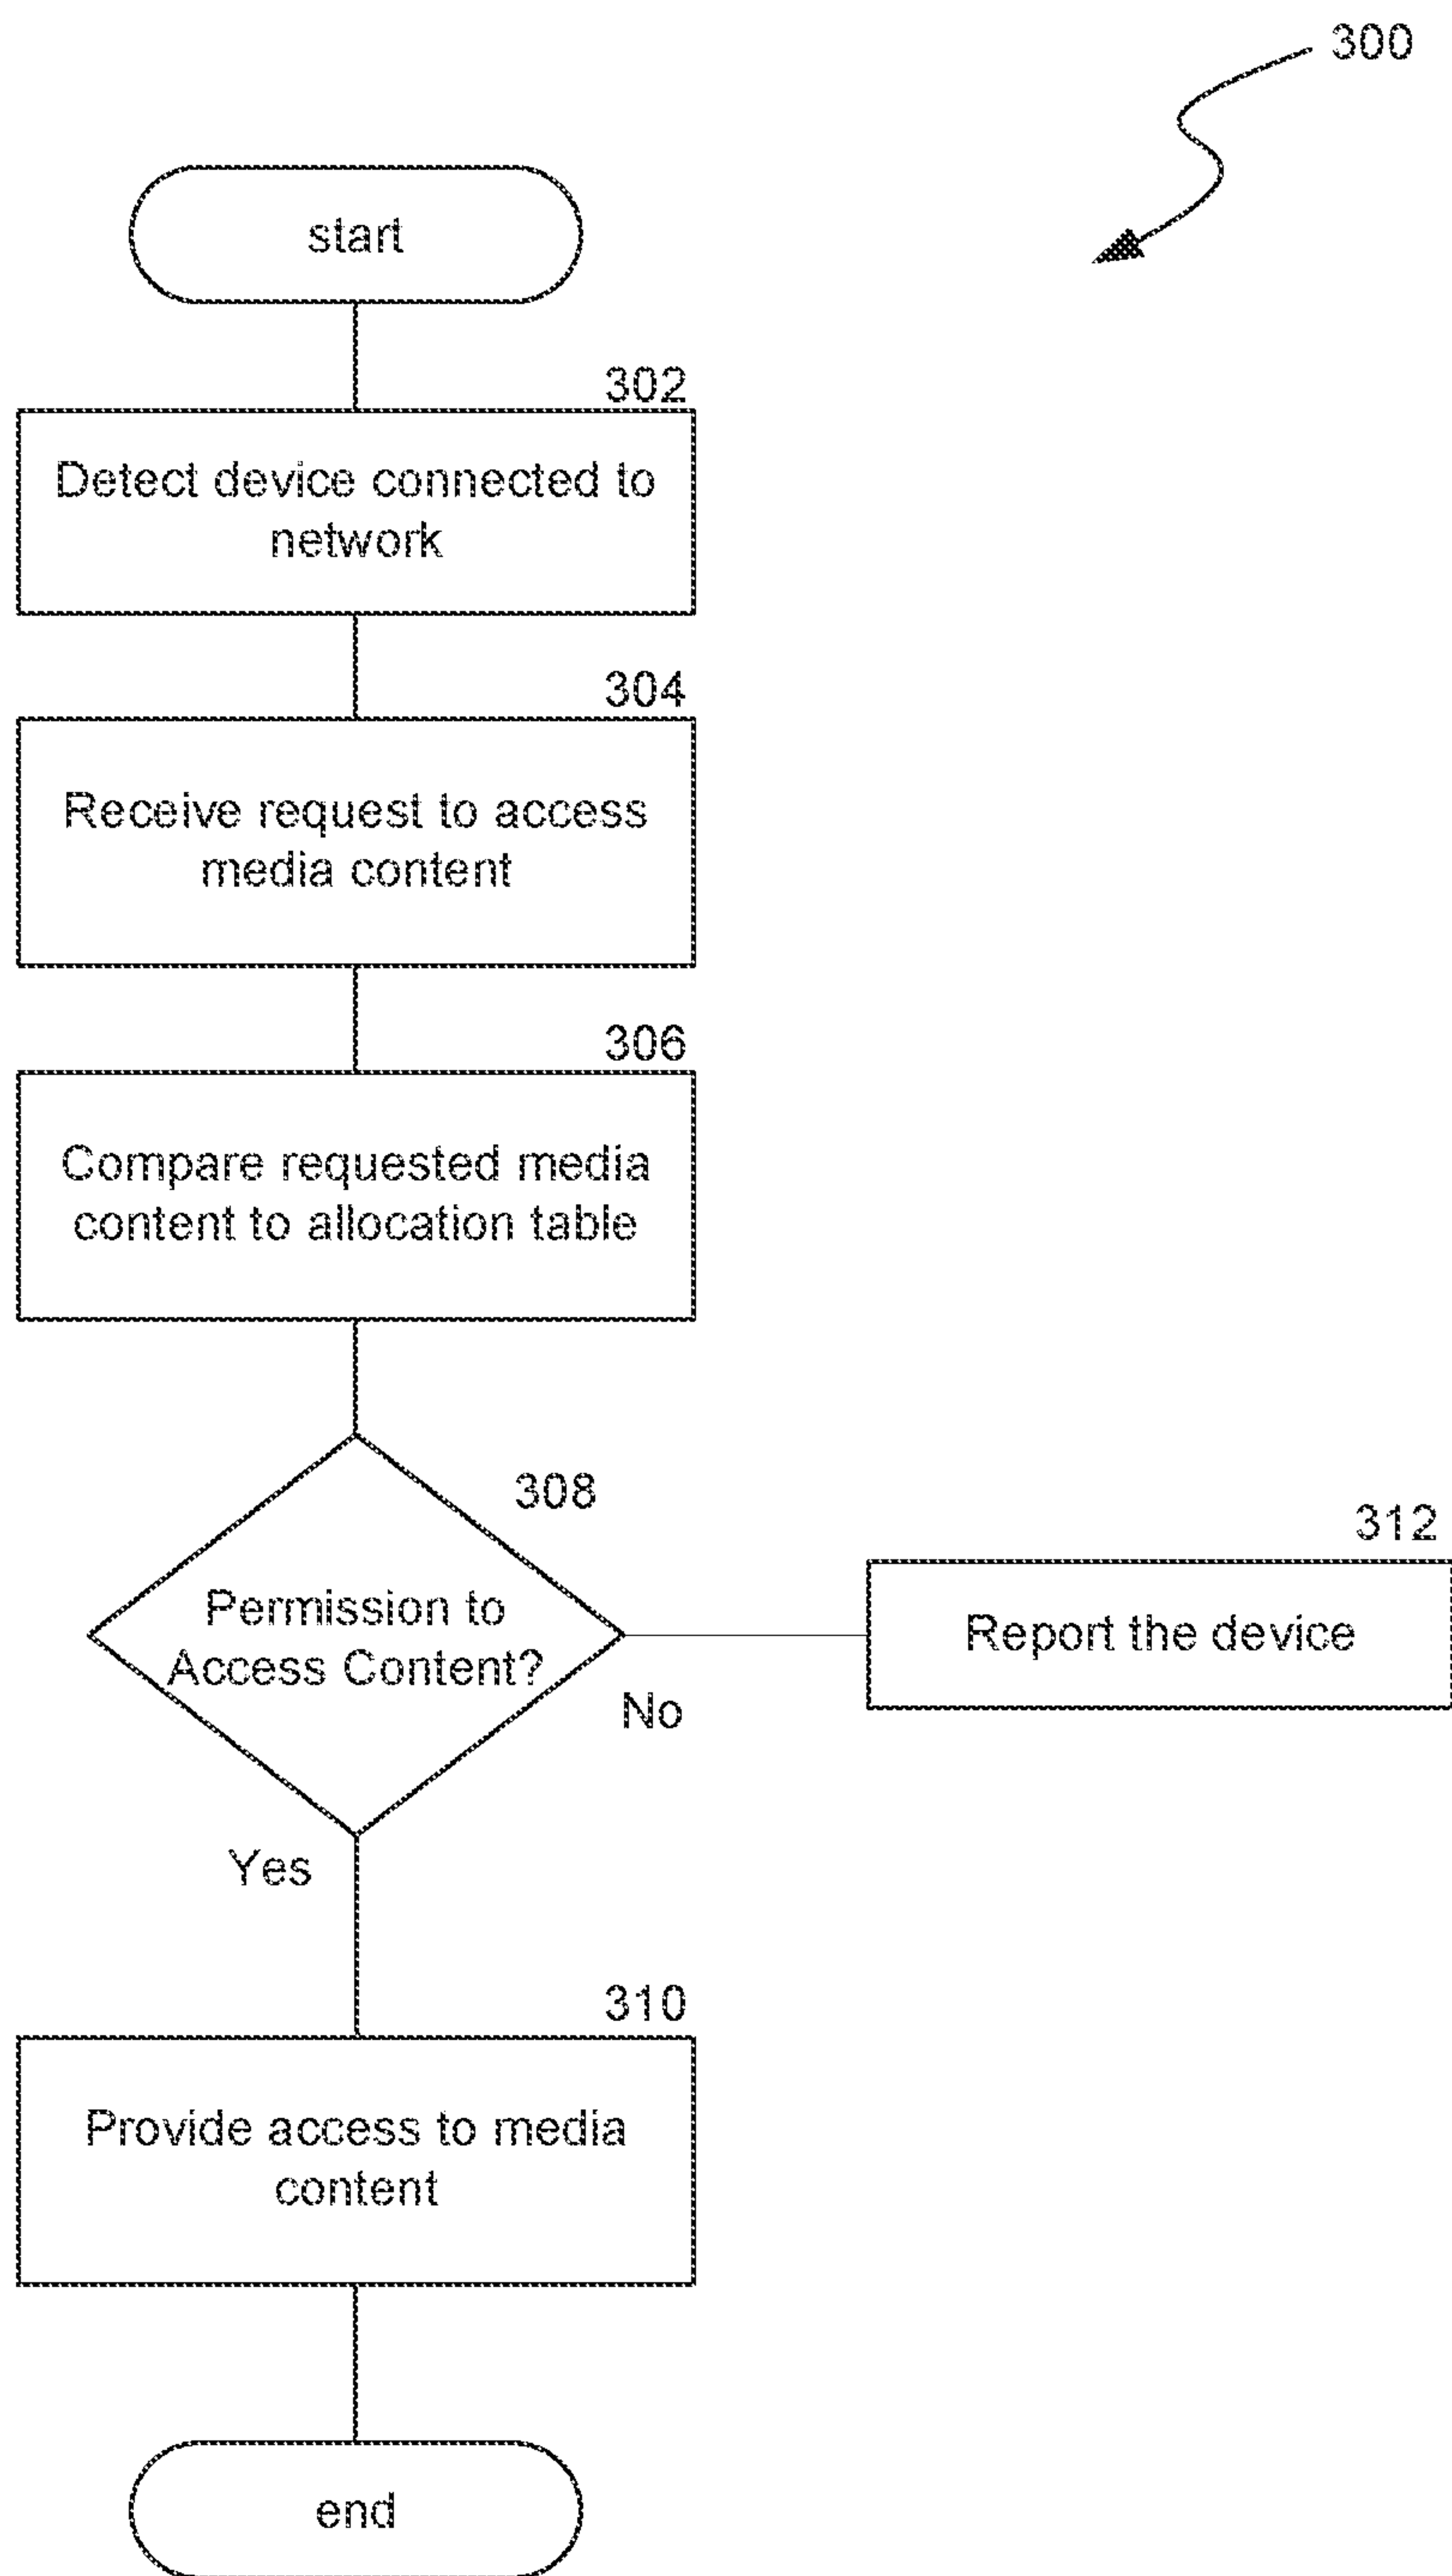 300
start
302
Detect device connected to
network
304
Receive request to access
media content
306
Compare requested media
content to allocation table
308
Permission to
Access Content?
312
Report the device
No
Yes
310
Provide access to media
content
end